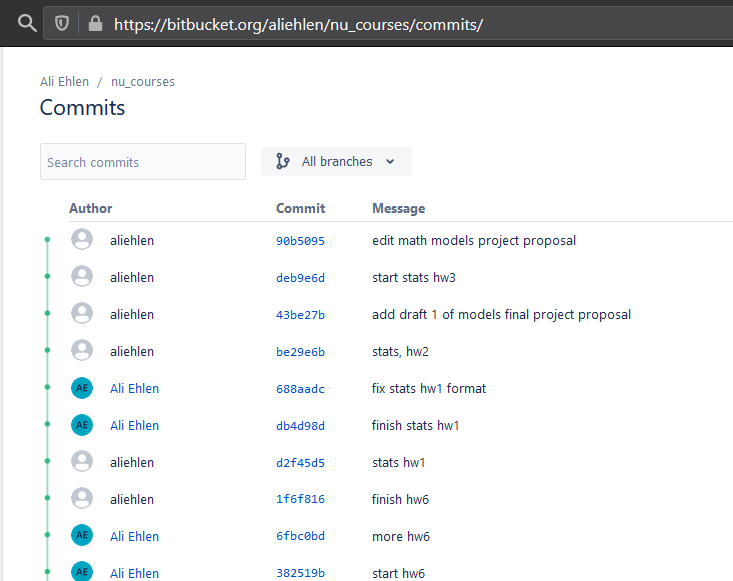 https://bitbucket.org/aliehlen/nu_courses/commits/
Ali Ehlen / nu_courses
Commits
Search commits All branches
Author Commit Message
aliehlen 90b5095 edit math models project proposal
aliehlen deb9e6d start stats hw3
aliehlen 43be27b add draft 1 of models final project proposal
aliehlen be29e6b stats, hw2
AE Ali Ehlen 688aadc fix stats hw1 format
AE Ali Ehlen db4d98d finish stats hw1
aliehlen d2f45d5 stats hw1
aliehlen 1f6f816 finish hw6
AE Ali Ehlen 6fbc0bd more hw6
AE Ali Ehlen 382519b start hw6